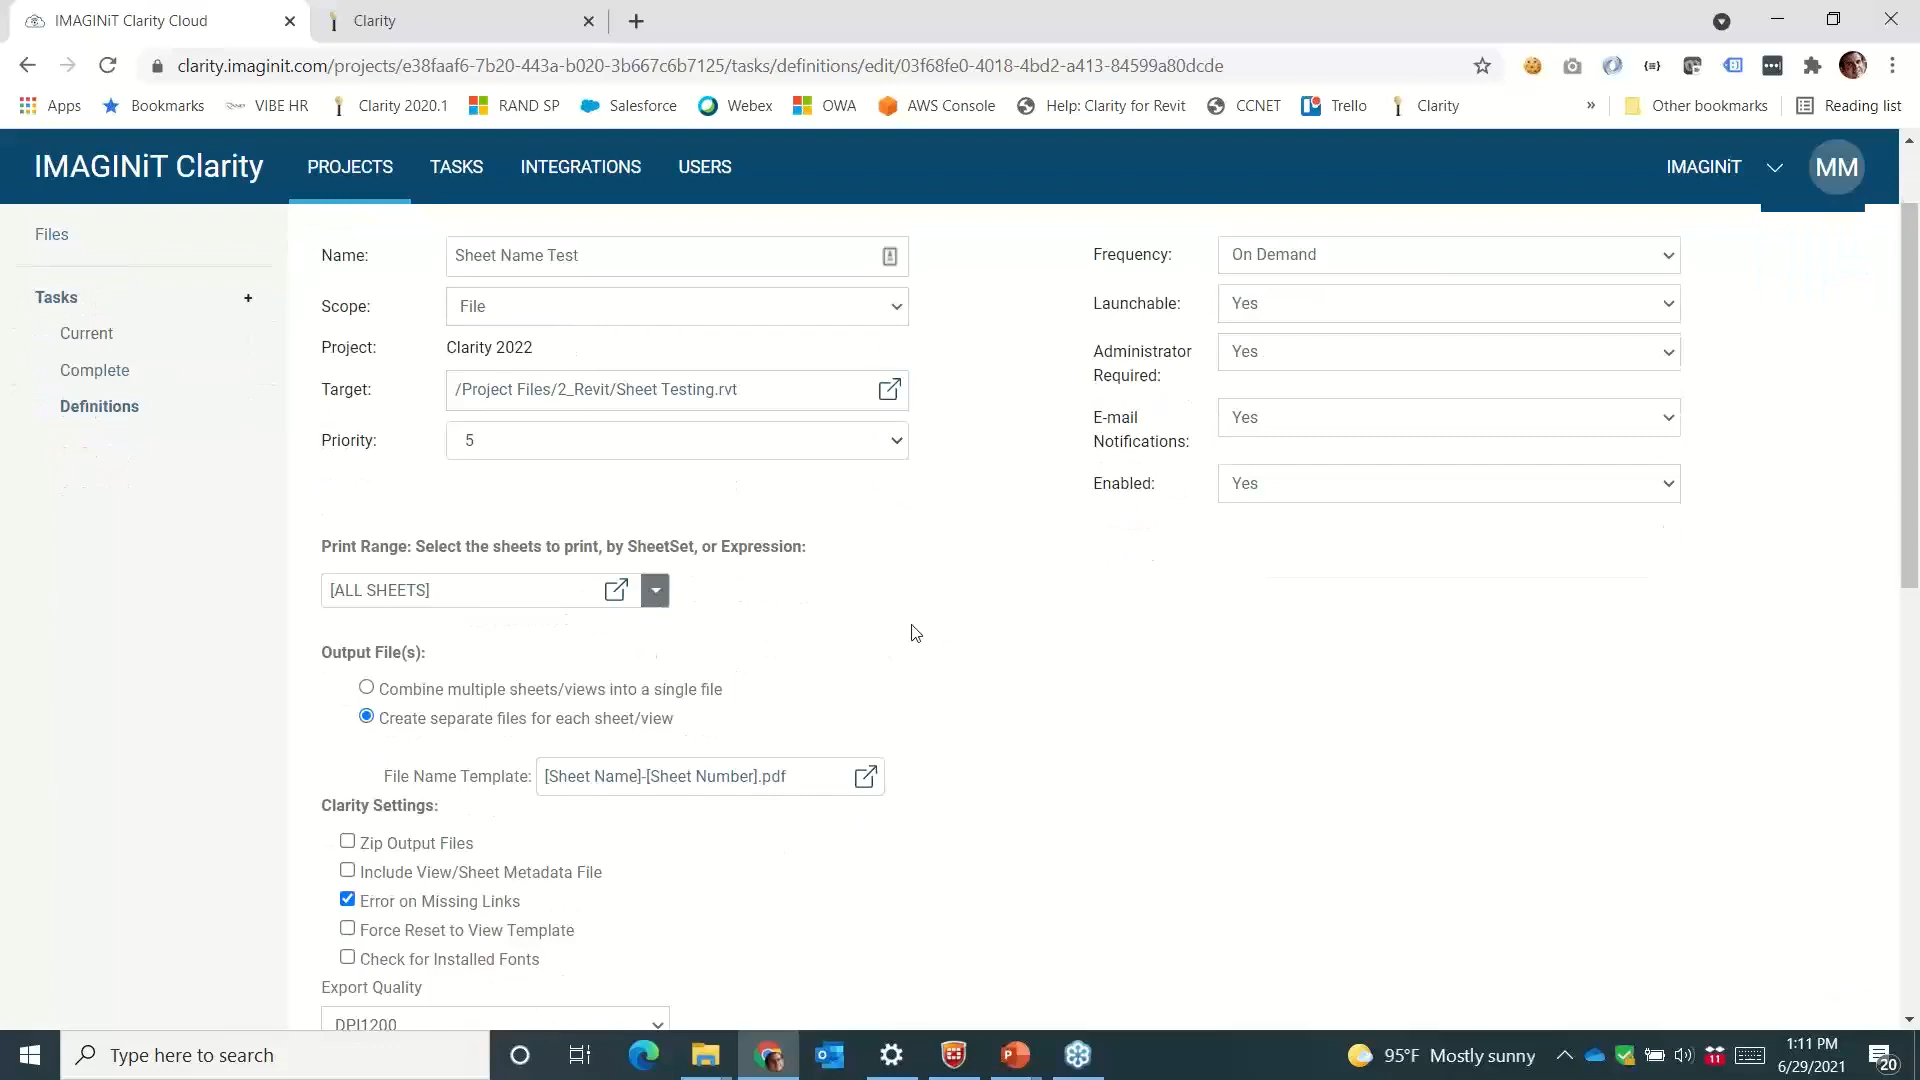 IMAGINiT Clarity Cloud
Clarity
clarity.imaginit.com/projects/e38faaf6-7b20-443a-b020-3b667c6b7125/tasks/definitions/edit/03f68fe0-4018-4bd2-a413-84599a80dcde
Apps Bookmarks VIBE HR Clarity 2020.1 RAND SP Salesforce Webex OWA AWS Console Help: Clarity for Revit CCNET Trello Clarity » Other bookmarks Reading list
IMAGINiT Clarity PROJECTS TASKS INTEGRATIONS USERS IMAGINiT MM
Files
Tasks +
Current
Complete
Definitions
Name: Sheet Name Test
Scope: File
Project: Clarity 2022
Target: /Project Files/2_Revit/Sheet Testing.rvt
Priority: 5
Frequency: On Demand
Launchable: Yes
Administrator
Required: Yes
E-mail
Notifications: Yes
Enabled: Yes
Print Range: Select the sheets to print, by SheetSet, or Expression:
[ALL SHEETS]
Output File(s):
Combine multiple sheets/views into a single file
Create separate files for each sheet/view
File Name Template: [Sheet Name]-[Sheet Number].pdf
Clarity Settings:
Zip Output Files
Include View/Sheet Metadata File
Error on Missing Links
Force Reset to View Template
Check for Installed Fonts
Export Quality
DPI1200
Type here to search
95°F Mostly sunny
11
1:11 PM
6/29/2021
20